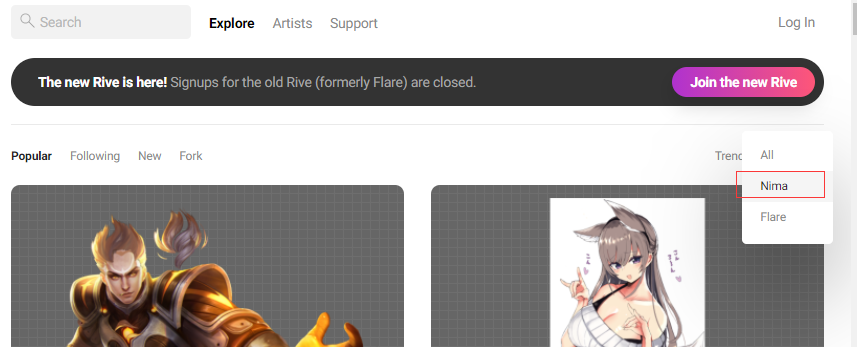 Search Explore Artists Support Log In
The new Rive is here! Signups for the old Rive (formerly Flare) are closed. Join the new Rive
Popular Following New Fork All
Nima
Flare